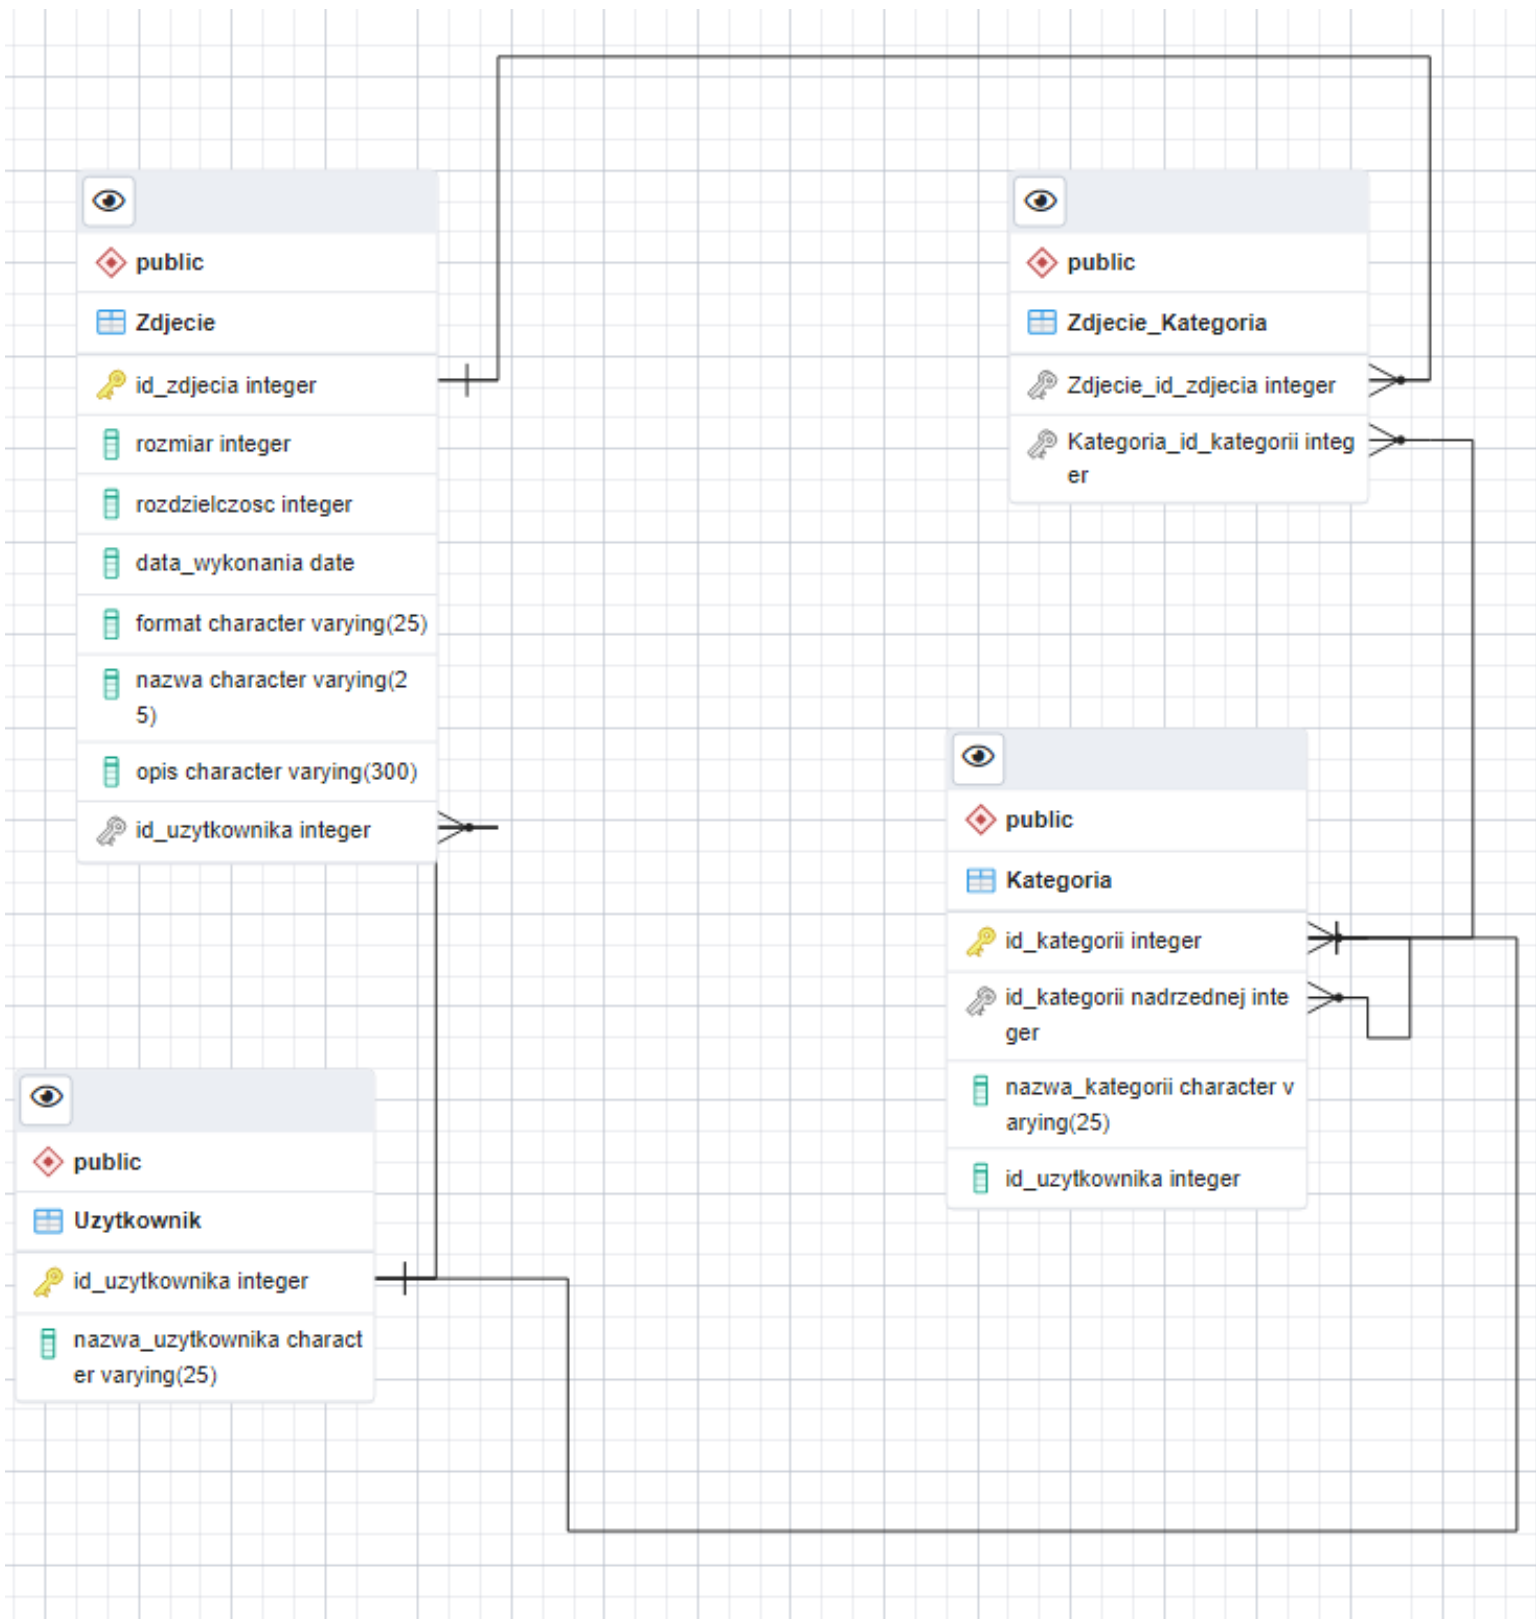 public
Zdjecie
id_zdjecia integer
rozmiar integer
rozdzielczosc integer
data_wykonania date
format character varying(25)
nazwa character varying(2
5)
opis character varying(300)
id_uzytkownika integer
public
Zdjecie_Kategoria
Zdjecie_id_zdjecia integer
Kategoria_id_kategorii integ
er
public
Kategoria
id_kategorii integer
id_kategorii nadrzednej inte
ger
nazwa_kategorii character v
arying(25)
id_uzytkownika integer
public
Uzytkownik
id_uzytkownika integer
nazwa_uzytkownika charact
er varying(25)